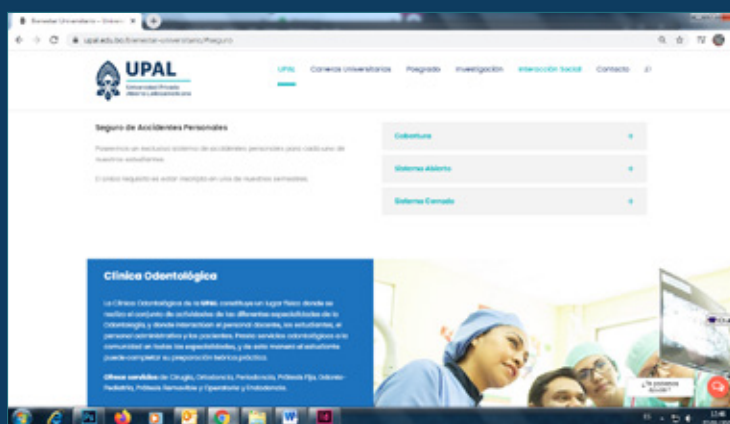 Bienestar Universitario – Univer
upal.edu.bo/bienestar-universitario/#seguro
UPAL
Universidad Privada
Abierta Latinoamericana
UPAL Carreras Universitarias Posgrado Investigación Interacción Social Contacto
Seguro de Accidentes Personales
Poseemos un exclusivo sistema de accidentes personales para cada uno de
nuestros estudiantes.
El único requisito es estar inscripto en uno de nuestros semestres.
Cobertura +
Sistema Abierto +
Sistema Cerrado +
Clínica Odontológica
La Clínica Odontológica de la UPAL constituye un lugar físico donde se
realiza el conjunto de actividades de las diferentes especialidades de la
Odontología, y donde interactúan el personal docente, los estudiantes, el
personal administrativo y los pacientes. Presta servicios odontológicos a la
comunidad en todas las especialidades, y de esta manera el estudiante
puede completar su preparación teórica práctica.
Ofrece servicios de Cirugía, Ortodoncia, Periodoncia, Prótesis Fija, Odonto-
Pediatría, Prótesis Removible y Operatoria y Endodoncia.
¿Te podemos
ayudar?
ES